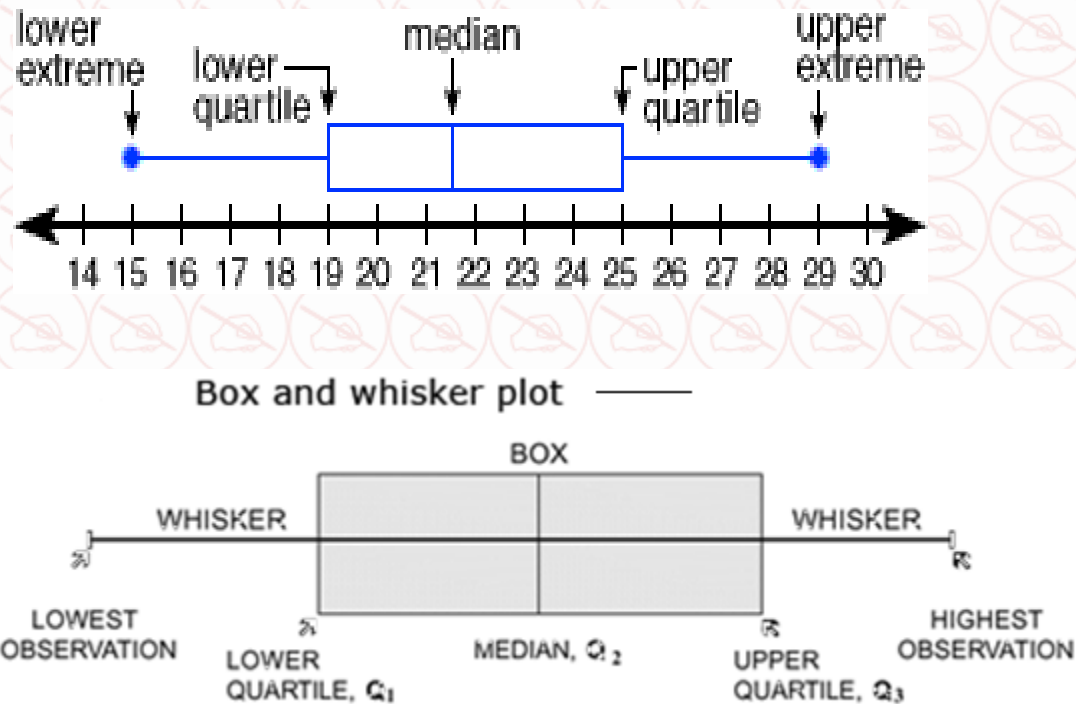 lower
extreme
lower
quartile
median
upper
quartile
upper
extreme
14 15 16 17 18 19 20 21 22 23 24 25 26 27 28 29 30
Box and whisker plot
BOX
WHISKER
WHISKER
LOWEST
OBSERVATION
LOWER
QUARTILE, Q1
MEDIAN, Q2
UPPER
QUARTILE, Q3
HIGHEST
OBSERVATION